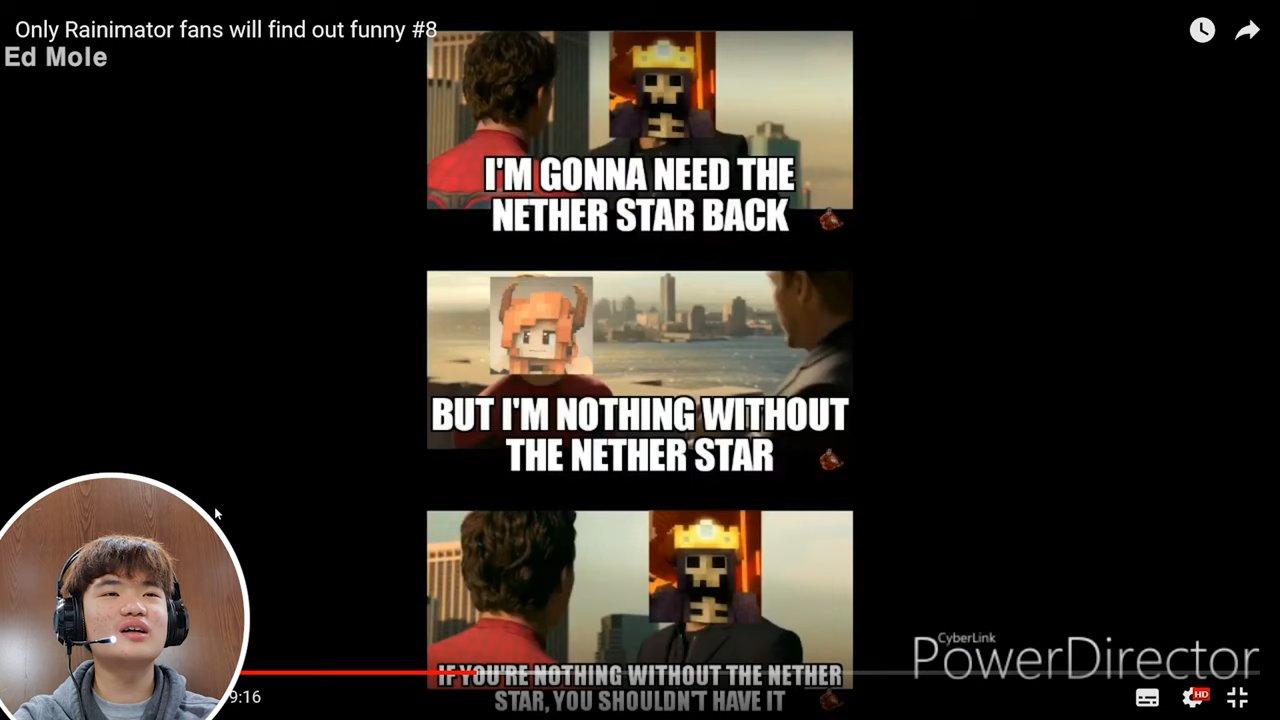 Only Rainimator fans will find out funny #8
Ed Mole
I'M GONNA NEED THE
NETHER STAR BACK
BUT I'M NOTHING WITHOUT
THE NETHER STAR
IF YOU'RE NOTHING WITHOUT THE NETHER
STAR, YOU SHOULDN'T HAVE IT
CyberLink
PowerDirector
9:16
HD